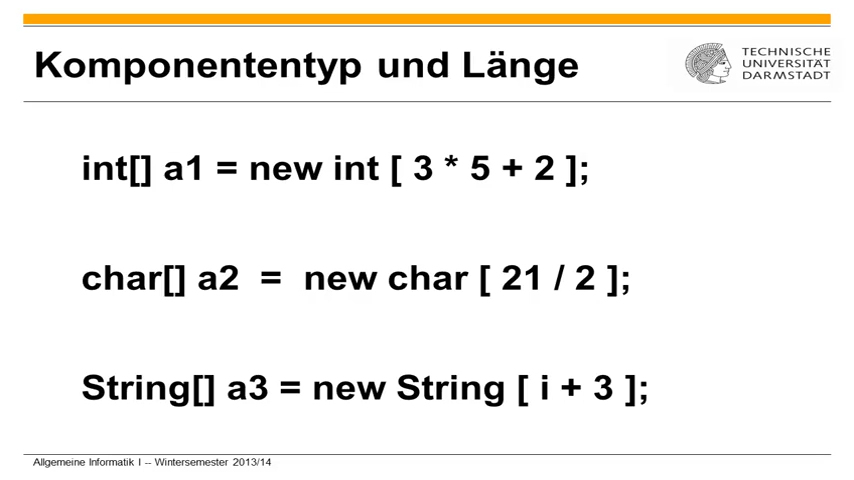 Komponententyp und Länge
TECHNISCHE
UNIVERSITÄT
DARMSTADT
int[] a1 = new int [ 3 * 5 + 2 ];
char[] a2 = new char [ 21 / 2 ];
String[] a3 = new String [ i + 3 ];
Allgemeine Informatik I -- Wintersemester 2013/14